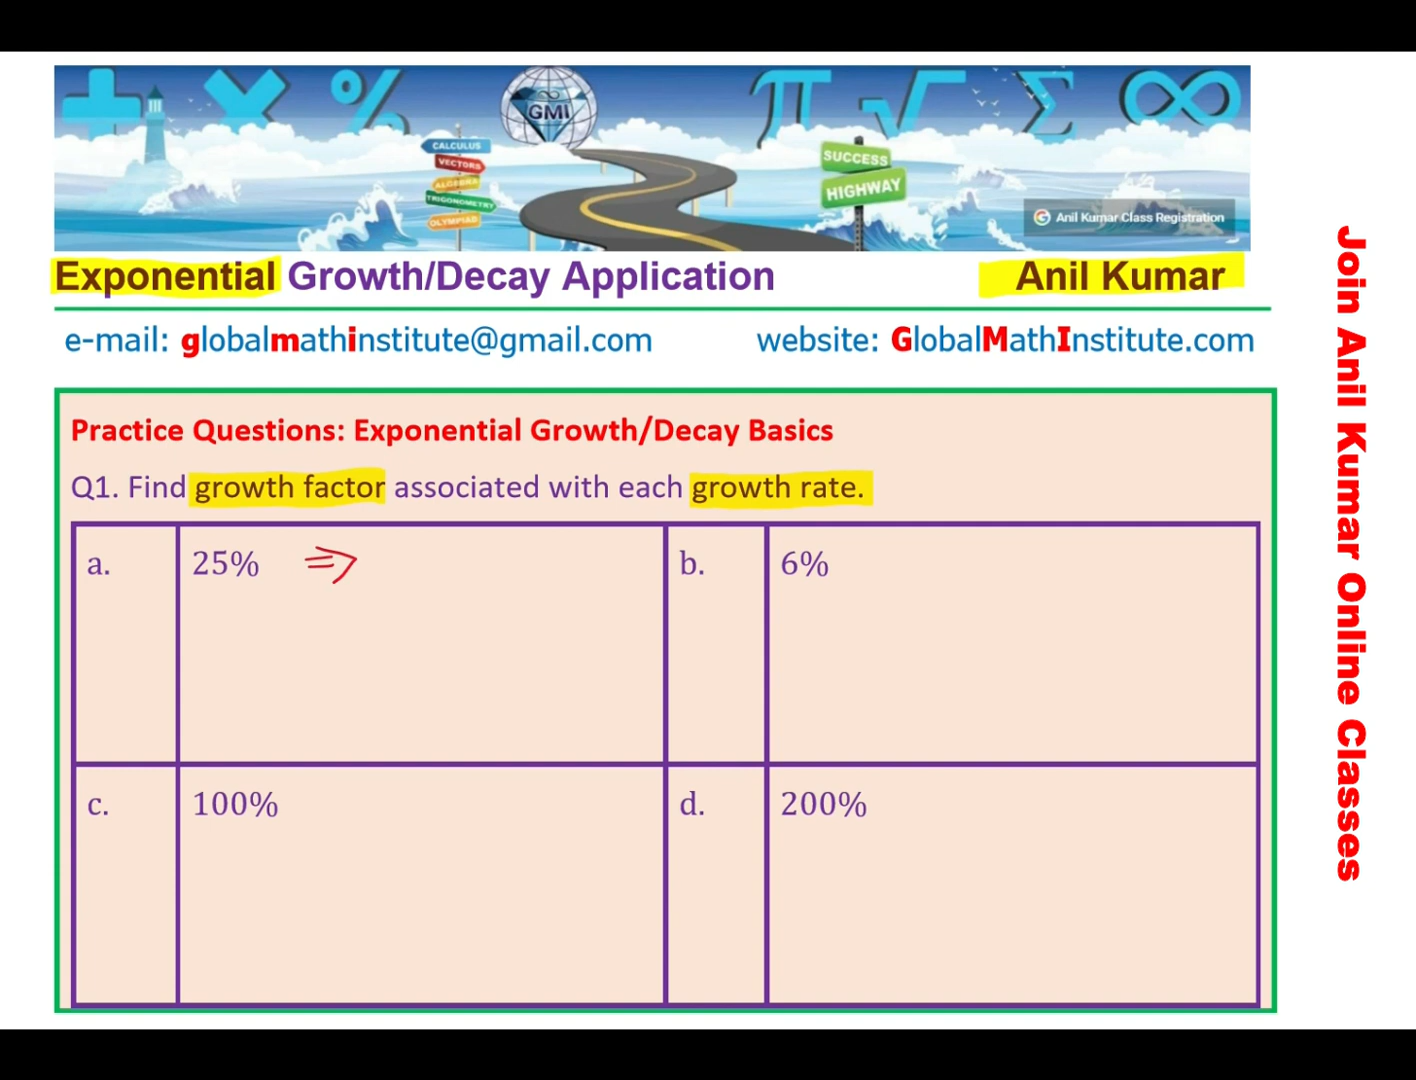 GMI
CALCULUS
VECTORS
ALGEBRA
TRIGONOMETRY
OLYMPIAD
SUCCESS
HIGHWAY
Anil Kumar Class Registration
Exponential Growth/Decay Application Anil Kumar
e-mail: globalmathinstitute@gmail.com website: GlobalMathInstitute.com
Practice Questions: Exponential Growth/Decay Basics
Q1. Find growth factor associated with each growth rate.
a. 25% ⇒ b. 6%
c. 100% d. 200%
Join Anil Kumar Online Classes